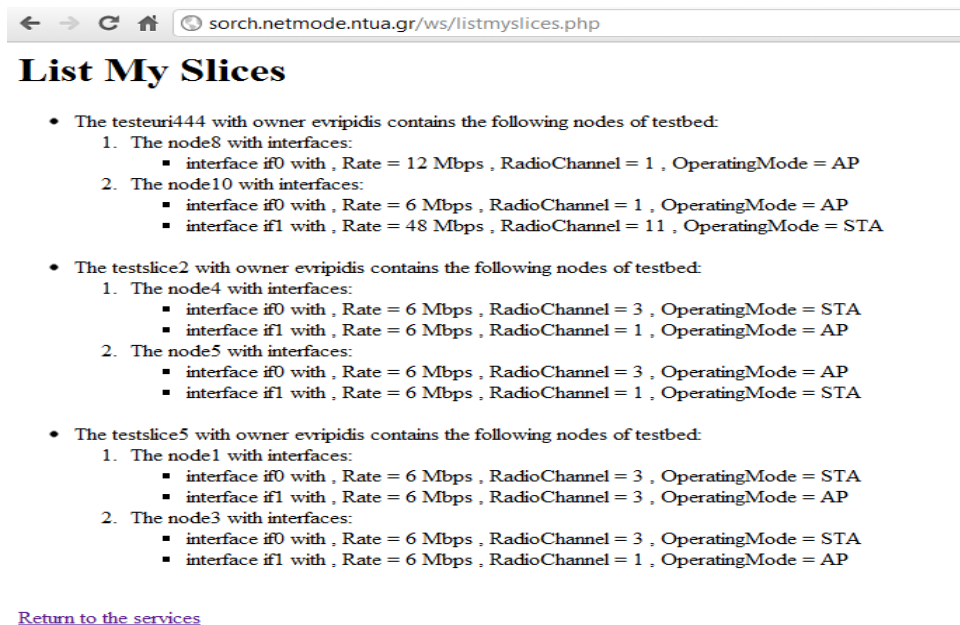 sorch.netmode.ntua.gr/ws/listmyslices.php
List My Slices
• The testeuri444 with owner evripidis contains the following nodes of testbed:
1. The node8 with interfaces:
▪ interface if0 with , Rate = 12 Mbps , RadioChannel = 1 , OperatingMode = AP
2. The node10 with interfaces:
▪ interface if0 with , Rate = 6 Mbps , RadioChannel = 1 , OperatingMode = AP
▪ interface if1 with , Rate = 48 Mbps , RadioChannel = 11 , OperatingMode = STA
• The testslice2 with owner evripidis contains the following nodes of testbed:
1. The node4 with interfaces:
▪ interface if0 with , Rate = 6 Mbps , RadioChannel = 3 , OperatingMode = STA
▪ interface if1 with , Rate = 6 Mbps , RadioChannel = 1 , OperatingMode = AP
2. The node5 with interfaces:
▪ interface if0 with , Rate = 6 Mbps , RadioChannel = 3 , OperatingMode = AP
▪ interface if1 with , Rate = 6 Mbps , RadioChannel = 1 , OperatingMode = STA
• The testslice5 with owner evripidis contains the following nodes of testbed:
1. The node1 with interfaces:
▪ interface if0 with , Rate = 6 Mbps , RadioChannel = 3 , OperatingMode = STA
▪ interface if1 with , Rate = 6 Mbps , RadioChannel = 3 , OperatingMode = AP
2. The node3 with interfaces:
▪ interface if0 with , Rate = 6 Mbps , RadioChannel = 3 , OperatingMode = STA
▪ interface if1 with , Rate = 6 Mbps , RadioChannel = 1 , OperatingMode = AP
Return to the services